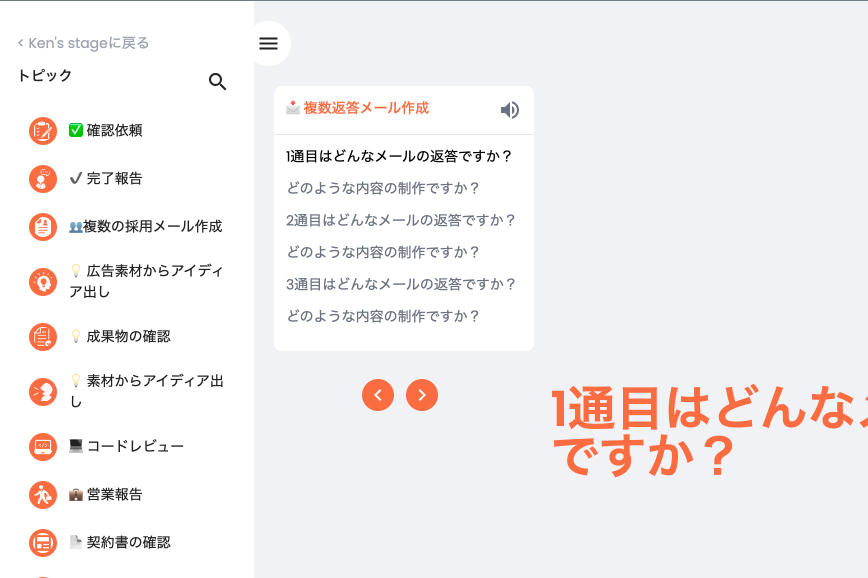 < Ken's stageに戻る
トピック
✅ 確認依頼
✔ 完了報告
👥複数の採用メール作成
💡 広告素材からアイディ
ア出し
💡 成果物の確認
💡 素材からアイディア出
し
💻 コードレビュー
💼 営業報告
📄 契約書の確認
📩 複数返答メール作成
1通目はどんなメールの返答ですか？
どのような内容の制作ですか？
2通目はどんなメールの返答ですか？
どのような内容の制作ですか？
3通目はどんなメールの返答ですか？
どのような内容の制作ですか？
1通目はどんな
ですか？